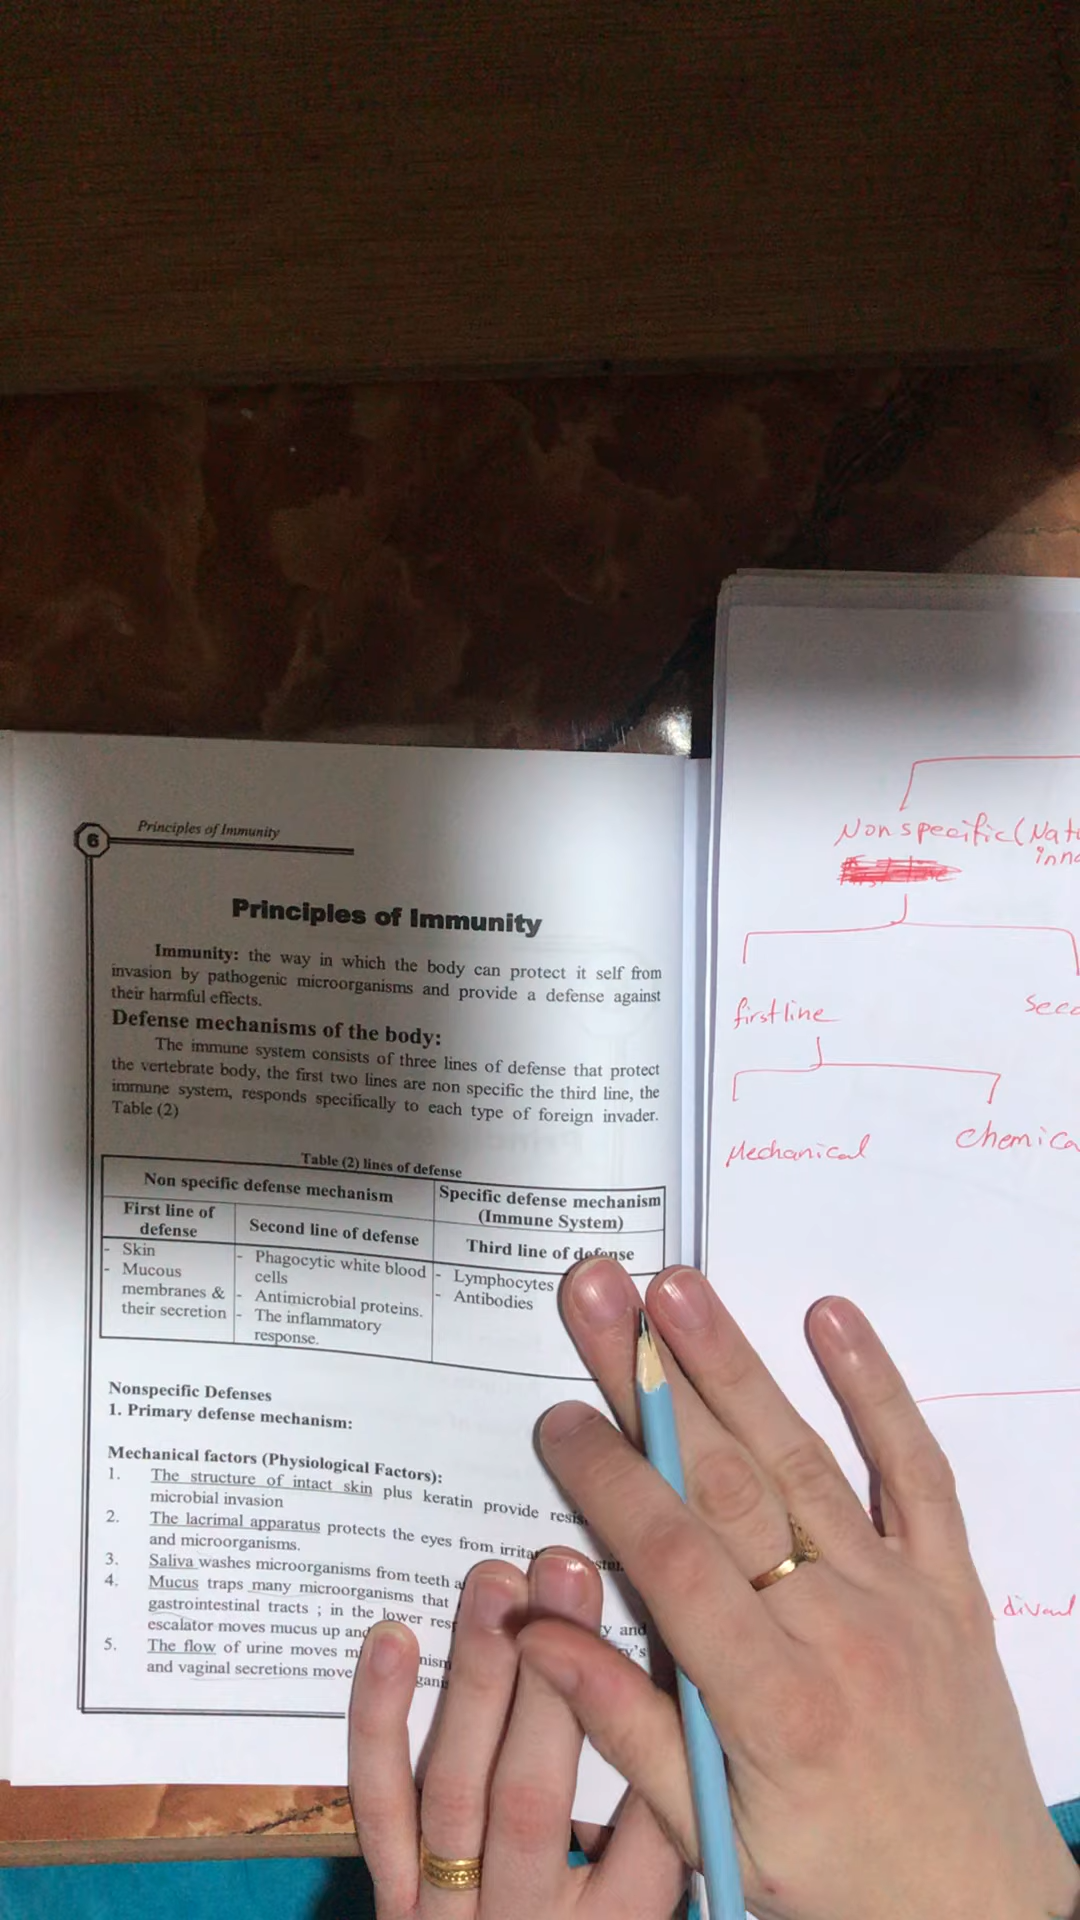 6
Principles of Immunity
Principles of Immunity
Immunity: the way in which the body can protect it self from
invasion by pathogenic microorganisms and provide a defense against
their harmful effects.
Defense mechanisms of the body:
The immune system consists of three lines of defense that protect
the vertebrate body, the first two lines are non specific the third line, the
immune system, responds specifically to each type of foreign invader.
Table (2)
Table (2) lines of defense
Non specific defense mechanism
Specific defense mechanism
(Immune System)
First line of
defense
Second line of defense
Third line of defense
- Skin
- Mucous
membranes &
their secretion
- Phagocytic white blood
cells
- Antimicrobial proteins.
- The inflammatory
response.
- Lymphocytes
- Antibodies
Nonspecific Defenses
1. Primary defense mechanism:
Mechanical factors (Physiological Factors):
1. The structure of intact skin plus keratin provide
microbial invasion
2. The lacrimal apparatus protects the eyes from
and microorganisms.
3. Saliva washes microorganisms from teeth
4. Mucus traps many microorganisms that
gastrointestinal tracts ; in the lower
escalator moves mucus up
5. The flow of urine moves
and vaginal secretions move
Nonspecific (
first line
Mechanical